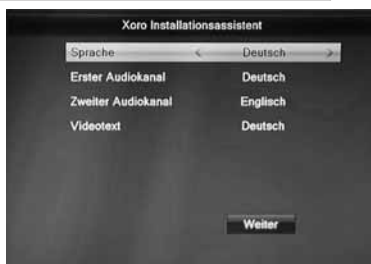 Xoro Installationsassistent
Sprache < Deutsch >
Erster Audiokanal Deutsch
Zweiter Audiokanal Englisch
Videotext Deutsch
Weiter